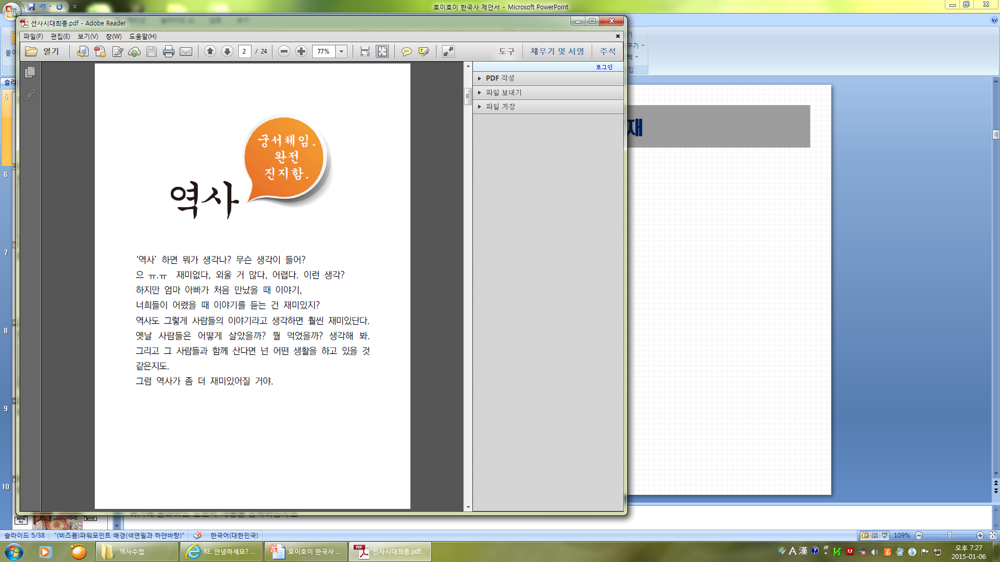 호이호이 한국사 제안서 - Microsoft PowerPoint
선사시대최종.pdf - Adobe Reader
파일(F) 편집(E) 보기(V) 창(W) 도움말(H)
열기 2 / 24 77% 도구 채우기 및 서명 주석
로그인
PDF 작성
파일 보내기
파일 저장
궁서체임.
완전
진지함.
역사
‘역사’ 하면 뭐가 생각나? 무슨 생각이 들어?
으 ㅠ.ㅠ 재미없다, 외울 거 많다, 어렵다. 이런 생각?
하지만 엄마 아빠가 처음 만났을 때 이야기,
너희들이 어렸을 때 이야기를 듣는 건 재미있지?
역사도 그렇게 사람들의 이야기라고 생각하면 훨씬 재미있단다.
옛날 사람들은 어떻게 살았을까? 뭘 먹었을까? 생각해 봐.
그리고 그 사람들과 함께 산다면 넌 어떤 생활을 하고 있을 것
같은지도.
그럼 역사가 좀 더 재미있어질 거야.
재
5
6
7
8
9
10
슬라이드 5/38 "(비즈폼)파워포인트 배경(색연필과 하얀바탕)" 한국어(대한민국) 109%
역사수업 RE: 안녕하세요? ... 호이호이 한국사 ... 선사시대최종.pdf...
A 漢
오후 7:27
2015-01-06